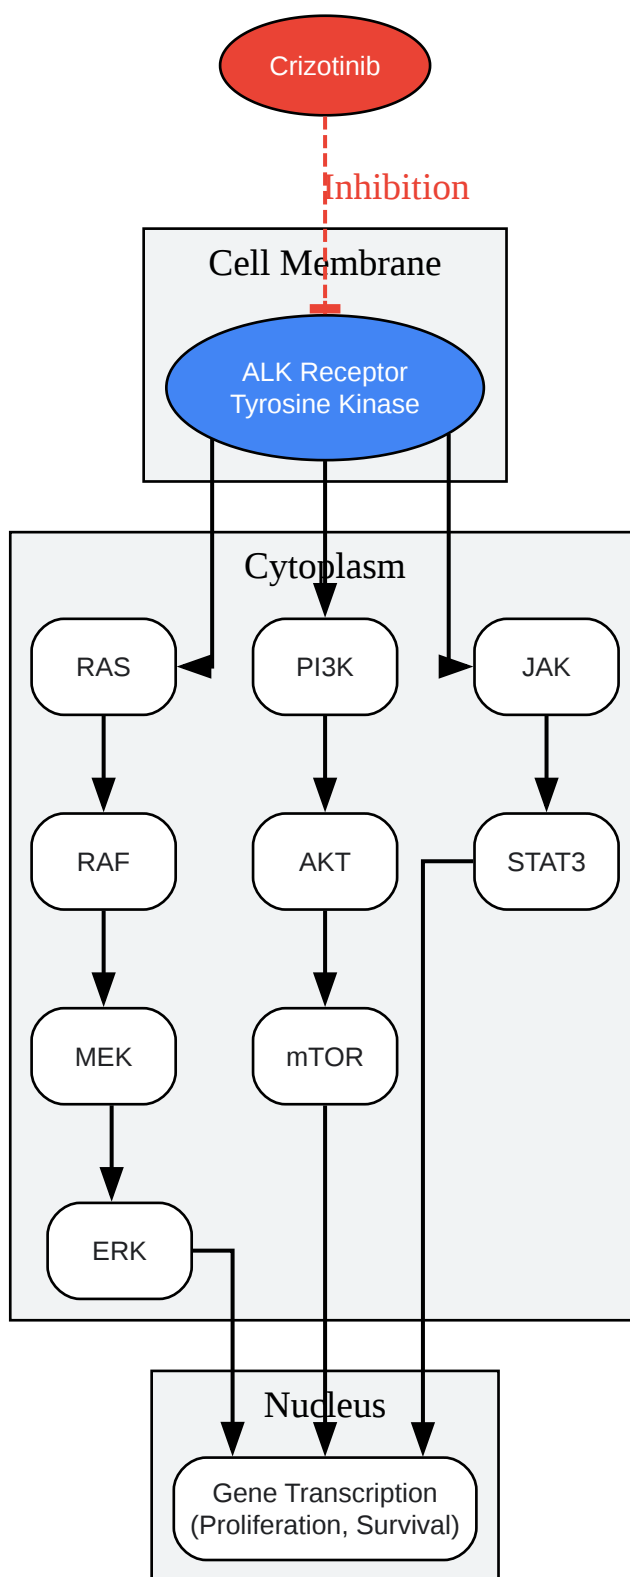 Crizotinib
Inhibition
Cell Membrane
ALK Receptor
Tyrosine Kinase
Cytoplasm
RAS
PI3K
JAK
RAF
AKT
STAT3
MEK
mTOR
ERK
Nucleus
Gene Transcription
(Proliferation, Survival)